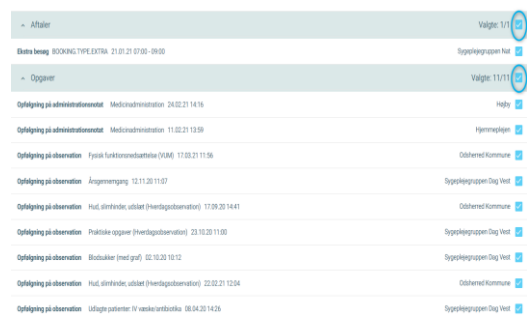 Aftaler Valgte: 1/1
Ekstra besøg BOOKING.TYPE.EXTRA 21.01.21 07:00 - 09:00 Sygeplejegruppen Nat
Opgaver Valgte: 11/11
Opfølgning på administrationsnotat Medicinadministration 24.02.21 14:16 Højby
Opfølgning på administrationsnotat Medicinadministration 11.02.21 13:59 Hjemmeplejen
Opfølgning på observation Fysisk funktionsnedsættelse (VUM) 17.03.21 11:56 Odsherred Kommune
Opfølgning på observation Årsgennemgang 12.11.20 11:07 Sygeplejegruppen Dag Vest
Opfølgning på observation Hud, slimhinder, udslæt (Hverdagsobservation) 17.09.20 14:41 Odsherred Kommune
Opfølgning på observation Praktiske opgaver (Hverdagsobservation) 23.10.20 11:00 Sygeplejegruppen Dag Vest
Opfølgning på observation Blodsukker (med graf) 02.10.20 10:12 Sygeplejegruppen Dag Vest
Opfølgning på observation Hud, slimhinder, udslæt (Hverdagsobservation) 22.02.21 12:04 Odsherred Kommune
Opfølgning på observation Udlagte patienter: IV væske/antibiotika 08.04.20 14:26 Sygeplejegruppen Dag Vest